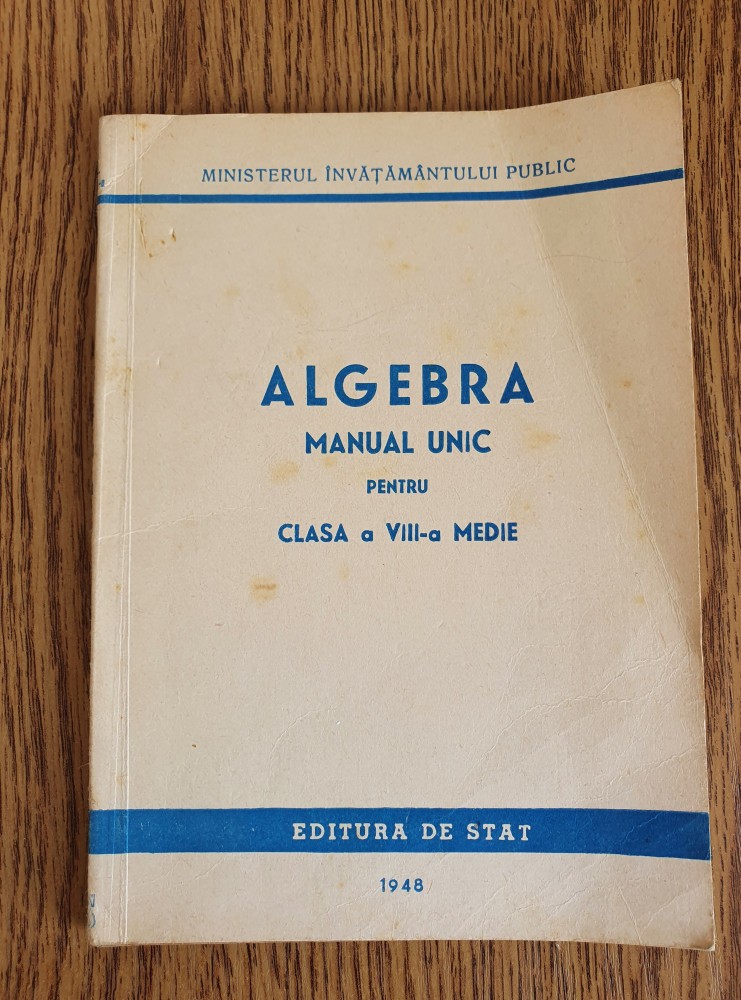 MINISTERUL ÎNVĂȚĂMÂNTULUI PUBLIC
ALGEBRA
MANUAL UNIC
PENTRU
CLASA a VIII-a MEDIE
EDITURA DE STAT
1948